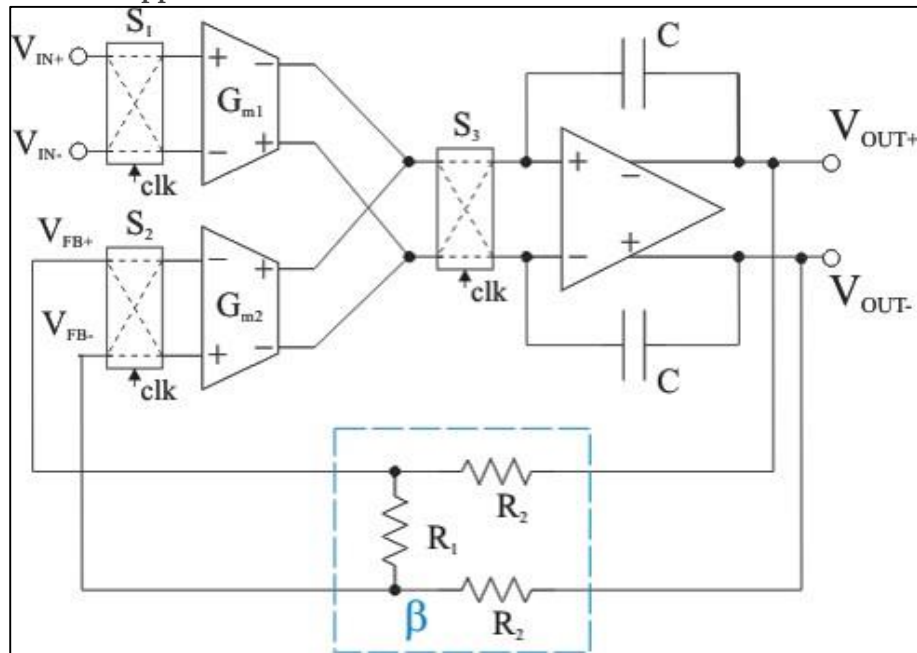 S1
VIN+
+
−
Gm1
VIN-
−
+
clk
S3
C
VOUT+
+
−
S2
VFB+
−
+
Gm2
−
+
VOUT-
VFB-
+
−
clk
clk
C
R2
R1
β
R2